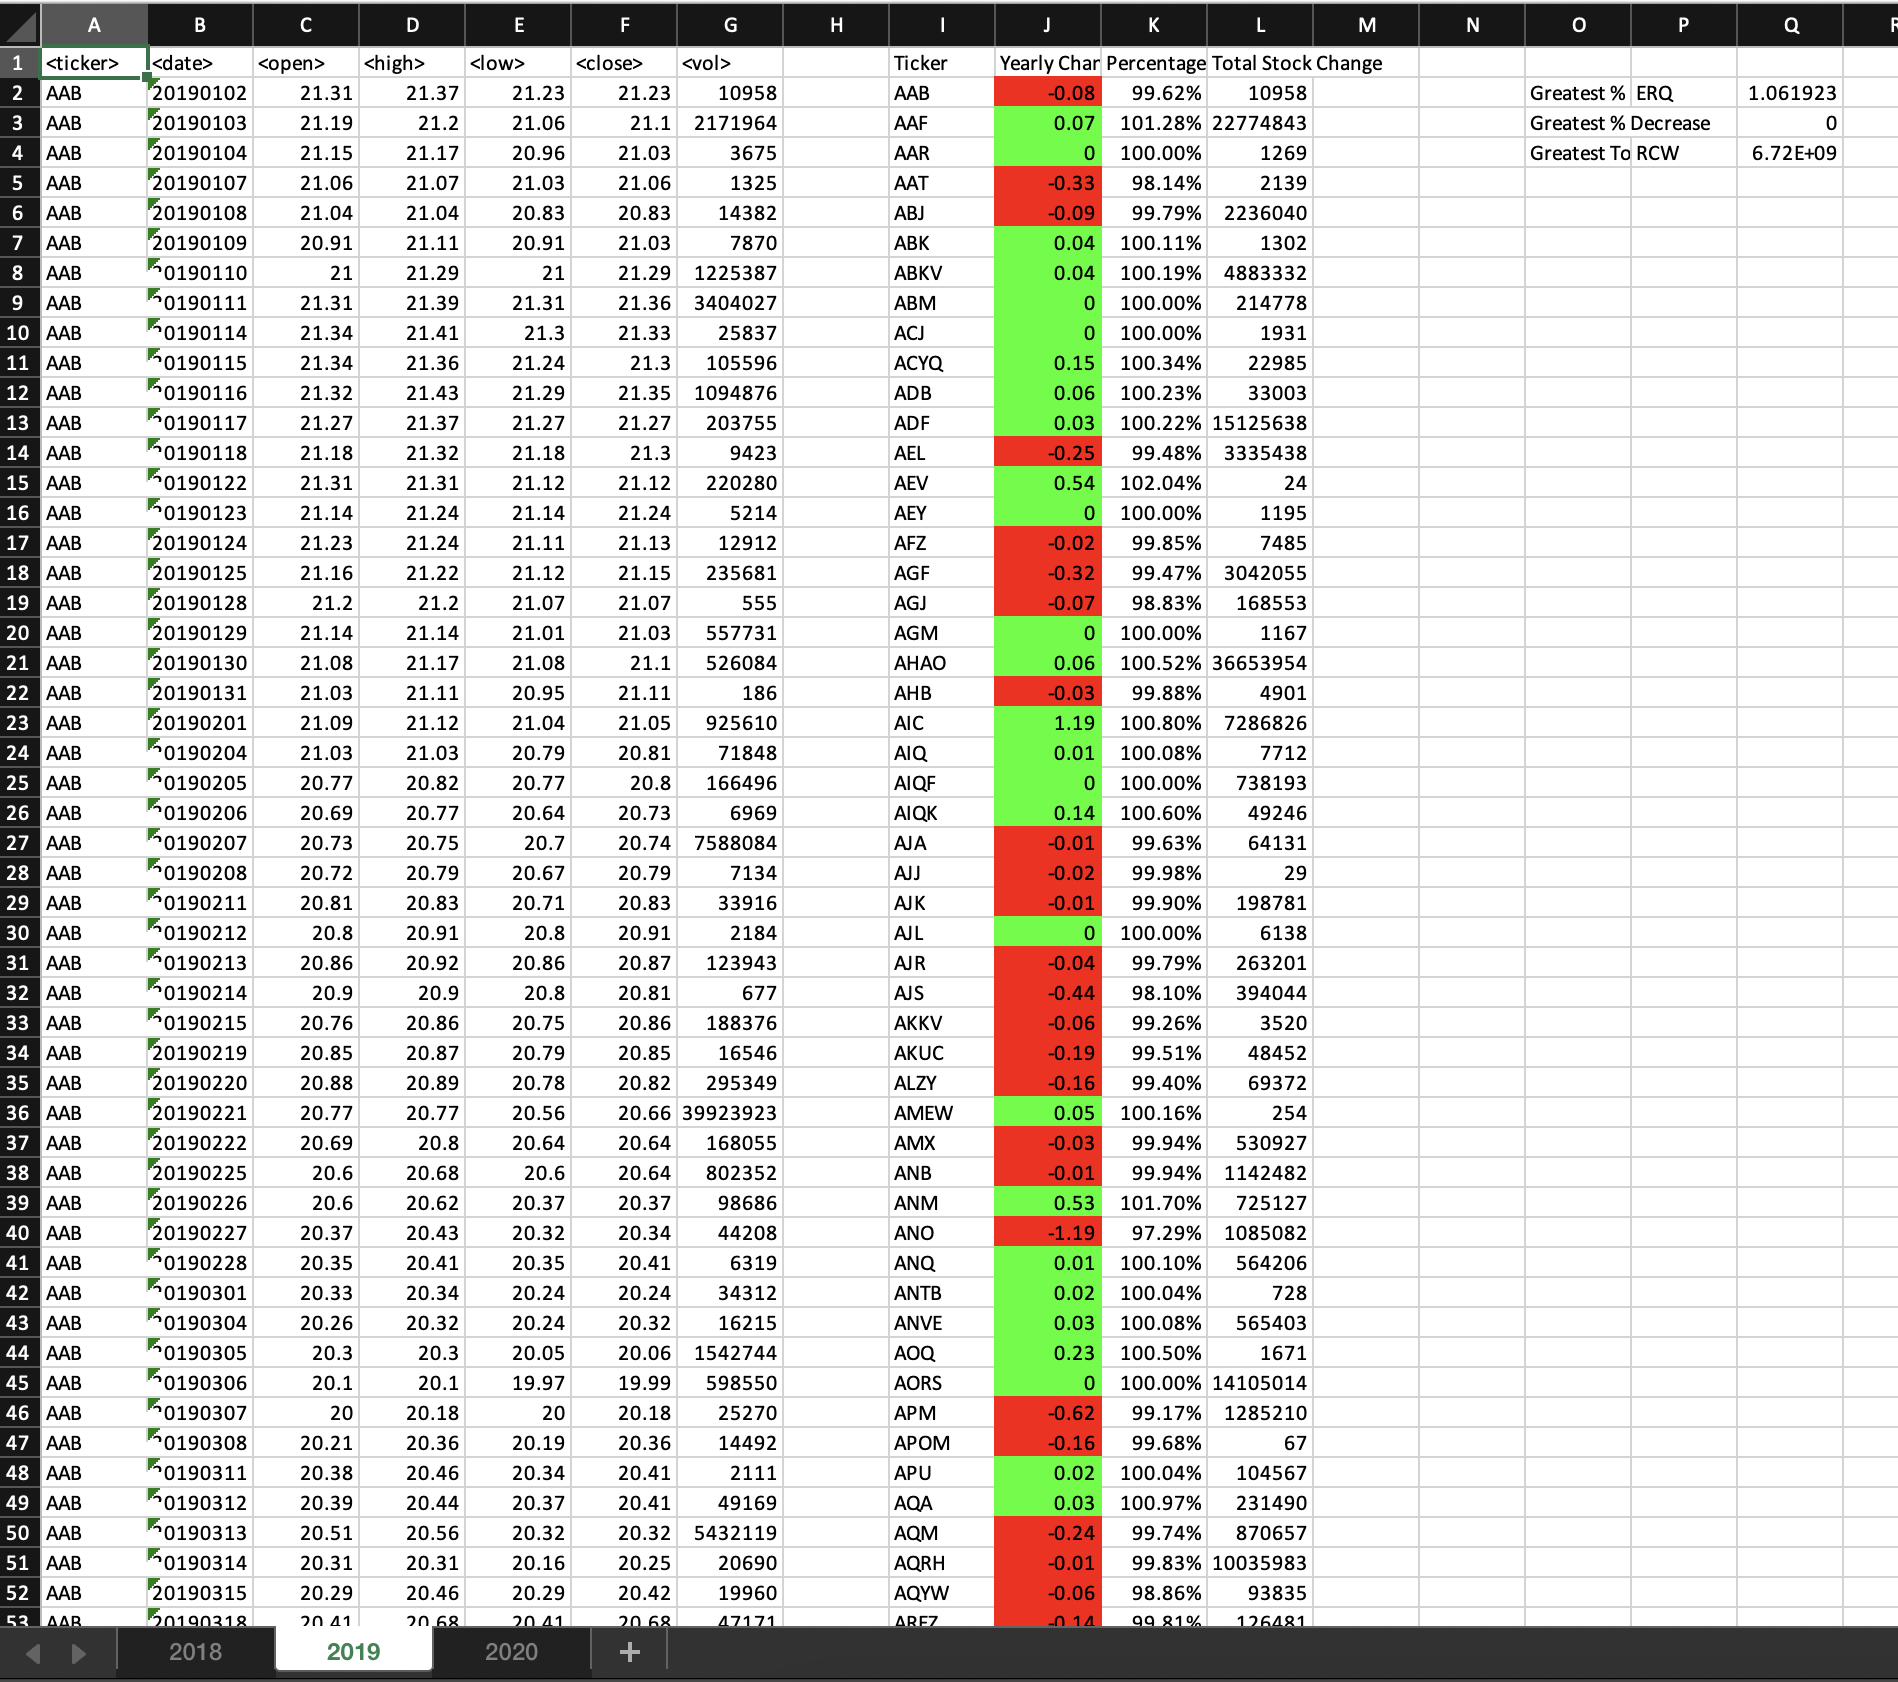 A B C D E F G H I J K L M N O P Q
1 <ticker> <date> <open> <high> <low> <close> <vol> Ticker Yearly Char Percentage Total Stock Change
2 AAB 20190102 21.31 21.37 21.23 21.23 10958 AAB -0.08 99.62% 10958 Greatest % ERQ 1.061923
3 AAB 20190103 21.19 21.2 21.06 21.1 2171964 AAF 0.07 101.28% 22774843 Greatest % Decrease 0
4 AAB 20190104 21.15 21.17 20.96 21.03 3675 AAR 0 100.00% 1269 Greatest To RCW 6.72E+09
5 AAB 20190107 21.06 21.07 21.03 21.06 1325 AAT -0.33 98.14% 2139
6 AAB 20190108 21.04 21.04 20.83 20.83 14382 ABJ -0.09 99.79% 2236040
7 AAB 20190109 20.91 21.11 20.91 21.03 7870 ABK 0.04 100.11% 1302
8 AAB 20190110 21 21.29 21 21.29 1225387 ABKV 0.04 100.19% 4883332
9 AAB 20190111 21.31 21.39 21.31 21.36 3404027 ABM 0 100.00% 214778
10 AAB 20190114 21.34 21.41 21.3 21.33 25837 ACJ 0 100.00% 1931
11 AAB 20190115 21.34 21.36 21.24 21.3 105596 ACYQ 0.15 100.34% 22985
12 AAB 20190116 21.32 21.43 21.29 21.35 1094876 ADB 0.06 100.23% 33003
13 AAB 20190117 21.27 21.37 21.27 21.27 203755 ADF 0.03 100.22% 15125638
14 AAB 20190118 21.18 21.32 21.18 21.3 9423 AEL -0.25 99.48% 3335438
15 AAB 20190122 21.31 21.31 21.12 21.12 220280 AEV 0.54 102.04% 24
16 AAB 20190123 21.14 21.24 21.14 21.24 5214 AEY 0 100.00% 1195
17 AAB 20190124 21.23 21.24 21.11 21.13 12912 AFZ -0.02 99.85% 7485
18 AAB 20190125 21.16 21.22 21.12 21.15 235681 AGF -0.32 99.47% 3042055
19 AAB 20190128 21.2 21.2 21.07 21.07 555 AGJ -0.07 98.83% 168553
20 AAB 20190129 21.14 21.14 21.01 21.03 557731 AGM 0 100.00% 1167
21 AAB 20190130 21.08 21.17 21.08 21.1 526084 AHAO 0.06 100.52% 36653954
22 AAB 20190131 21.03 21.11 20.95 21.11 186 AHB -0.03 99.88% 4901
23 AAB 20190201 21.09 21.12 21.04 21.05 925610 AIC 1.19 100.80% 7286826
24 AAB 20190204 21.03 21.03 20.79 20.81 71848 AIQ 0.01 100.08% 7712
25 AAB 20190205 20.77 20.82 20.77 20.8 166496 AIQF 0 100.00% 738193
26 AAB 20190206 20.69 20.77 20.64 20.73 6969 AIQK 0.14 100.60% 49246
27 AAB 20190207 20.73 20.75 20.7 20.74 7588084 AJA -0.01 99.63% 64131
28 AAB 20190208 20.72 20.79 20.67 20.79 7134 AJJ -0.02 99.98% 29
29 AAB 20190211 20.81 20.83 20.71 20.83 33916 AJK -0.01 99.90% 198781
30 AAB 20190212 20.8 20.91 20.8 20.91 2184 AJL 0 100.00% 6138
31 AAB 20190213 20.86 20.92 20.86 20.87 123943 AJR -0.04 99.79% 263201
32 AAB 20190214 20.9 20.9 20.8 20.81 677 AJS -0.44 98.10% 394044
33 AAB 20190215 20.76 20.86 20.75 20.86 188376 AKKV -0.06 99.26% 3520
34 AAB 20190219 20.85 20.87 20.79 20.85 16546 AKUC -0.19 99.51% 48452
35 AAB 20190220 20.88 20.89 20.78 20.82 295349 ALZY -0.16 99.40% 69372
36 AAB 20190221 20.77 20.77 20.56 20.66 39923923 AMEW 0.05 100.16% 254
37 AAB 20190222 20.69 20.8 20.64 20.64 168055 AMX -0.03 99.94% 530927
38 AAB 20190225 20.6 20.68 20.6 20.64 802352 ANB -0.01 99.94% 1142482
39 AAB 20190226 20.6 20.62 20.37 20.37 98686 ANM 0.53 101.70% 725127
40 AAB 20190227 20.37 20.43 20.32 20.34 44208 ANO -1.19 97.29% 1085082
41 AAB 20190228 20.35 20.41 20.35 20.41 6319 ANQ 0.01 100.10% 564206
42 AAB 20190301 20.33 20.34 20.24 20.24 34312 ANTB 0.02 100.04% 728
43 AAB 20190304 20.26 20.32 20.24 20.32 16215 ANVE 0.03 100.08% 565403
44 AAB 20190305 20.3 20.3 20.05 20.06 1542744 AOQ 0.23 100.50% 1671
45 AAB 20190306 20.1 20.1 19.97 19.99 598550 AORS 0 100.00% 14105014
46 AAB 20190307 20 20.18 20 20.18 25270 APM -0.62 99.17% 1285210
47 AAB 20190308 20.21 20.36 20.19 20.36 14492 APOM -0.16 99.68% 67
48 AAB 20190311 20.38 20.46 20.34 20.41 2111 APU 0.02 100.04% 104567
49 AAB 20190312 20.39 20.44 20.37 20.41 49169 AQA 0.03 100.97% 231490
50 AAB 20190313 20.51 20.56 20.32 20.32 5432119 AQM -0.24 99.74% 870657
51 AAB 20190314 20.31 20.31 20.16 20.25 20690 AQRH -0.01 99.83% 10035983
52 AAB 20190315 20.29 20.46 20.29 20.42 19960 AQYW -0.06 98.86% 93835
53 AAB 20190318 20.41 20.68 20.41 20.68 47171 -0.14 99.81% 126481
2018 2019 2020 +